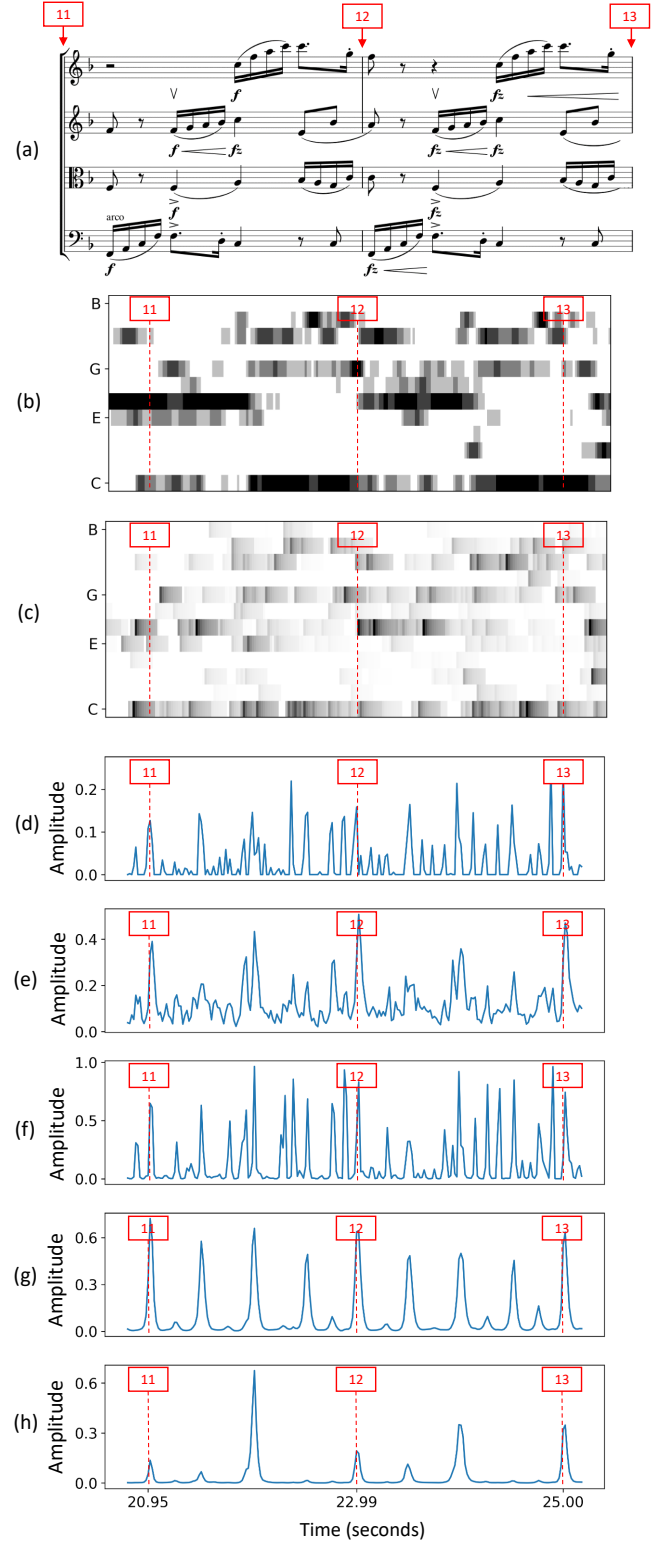 11 12 13
(a)
f fz
f fz fz fz
f fz
arco
f fz
(b)
11 12 13
B
G
E
C
(c)
11 12 13
B
G
E
C
(d)
Amplitude
11 12 13
0.2
0.1
0.0
(e)
Amplitude
11 12 13
0.4
0.2
0.0
(f)
Amplitude
11 12 13
1.0
0.5
0.0
(g)
Amplitude
11 12 13
0.6
0.3
0.0
(h)
Amplitude
11 12 13
0.6
0.3
0.0
20.95 22.99 25.00
Time (seconds)